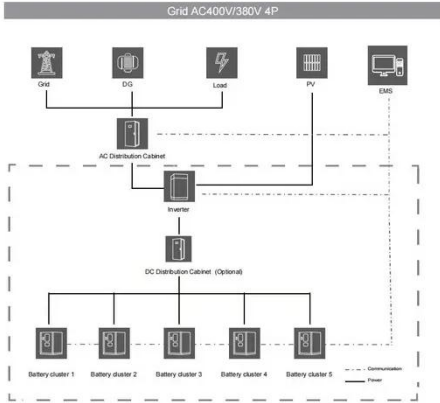 Grid AC400V/380V 4P
Grid
DG
Load
PV
EMS
AC Distribution Cabinet
Inverter
DC Distribution Cabinet (Optional)
Battery cluster 1
Battery cluster 2
Battery cluster 3
Battery cluster 4
Battery cluster 5
Communication
Power